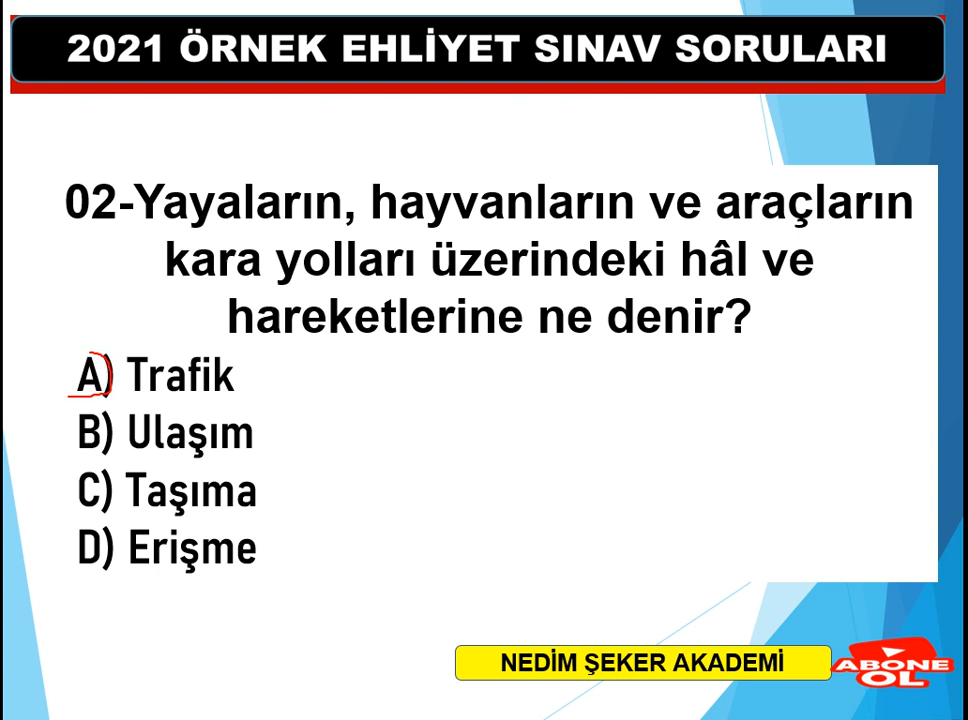 2021 ÖRNEK EHLİYET SINAV SORULARI
02-Yayaların, hayvanların ve araçların
kara yolları üzerindeki hâl ve
hareketlerine ne denir?
A) Trafik
B) Ulaşım
C) Taşıma
D) Erişme
NEDİM ŞEKER AKADEMİ
ABONE
OL